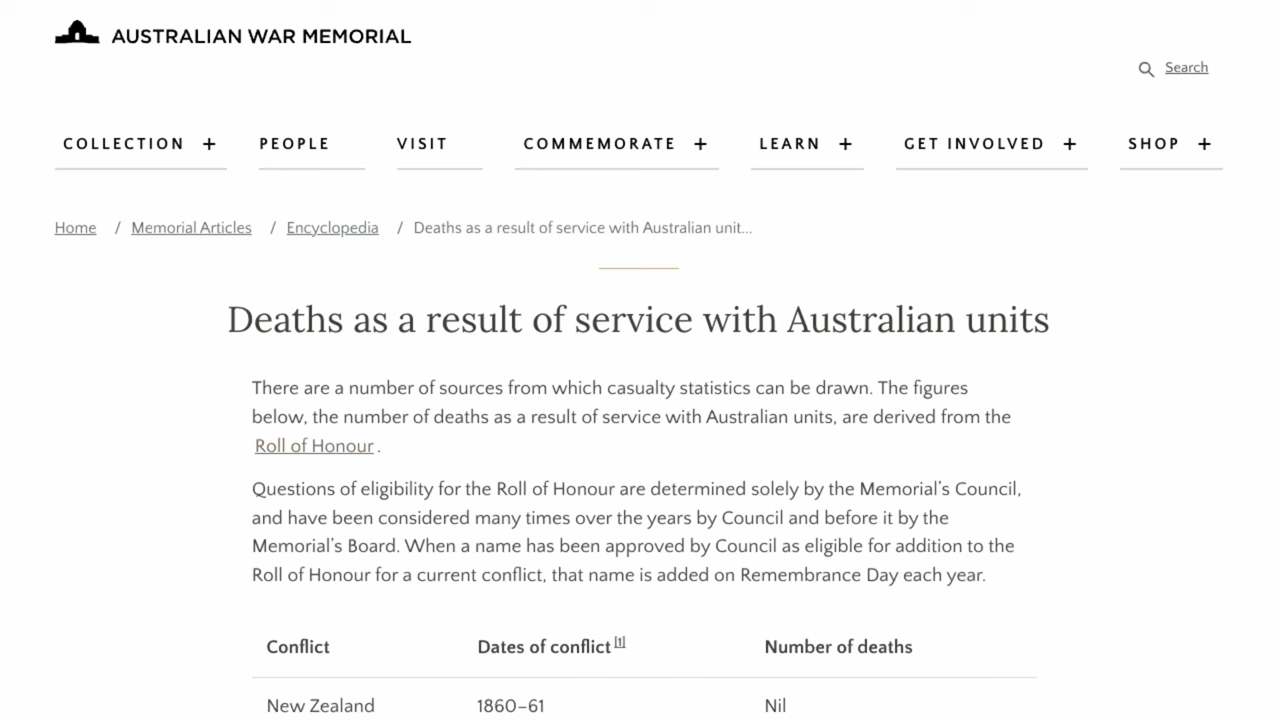 AUSTRALIAN WAR MEMORIAL
Search
COLLECTION + PEOPLE VISIT COMMEMORATE + LEARN + GET INVOLVED + SHOP +
Home / Memorial Articles / Encyclopedia / Deaths as a result of service with Australian unit...
Deaths as a result of service with Australian units
There are a number of sources from which casualty statistics can be drawn. The figures
below, the number of deaths as a result of service with Australian units, are derived from the
Roll of Honour .
Questions of eligibility for the Roll of Honour are determined solely by the Memorial’s Council,
and have been considered many times over the years by Council and before it by the
Memorial’s Board. When a name has been approved by Council as eligible for addition to the
Roll of Honour for a current conflict, that name is added on Remembrance Day each year.
Conflict Dates of conflict [1] Number of deaths
New Zealand 1860–61 Nil